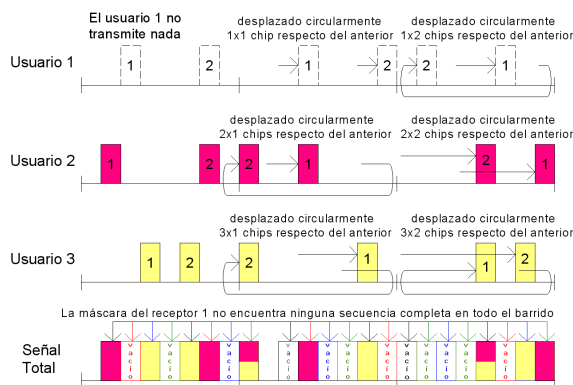 El usuario 1 no
transmite nada
desplazado circularmente
1x1 chip respecto del anterior
desplazado circularmente
1x2 chips respecto del anterior
Usuario 1
1
2
1
2
2
1
desplazado circularmente
2x1 chips respecto del anterior
desplazado circularmente
2x2 chips respecto del anterior
Usuario 2
1
2
2
1
2
1
desplazado circularmente
3x1 chips respecto del anterior
desplazado circularmente
3x2 chips respecto del anterior
Usuario 3
1
2
2
1
1
2
La máscara del receptor 1 no encuentra ninguna secuencia completa en todo el barrido
Señal
Total
vacío
vacío
vacío
vacío
vacío
vacío
vacío
vacío
vacío
vacío
vacío